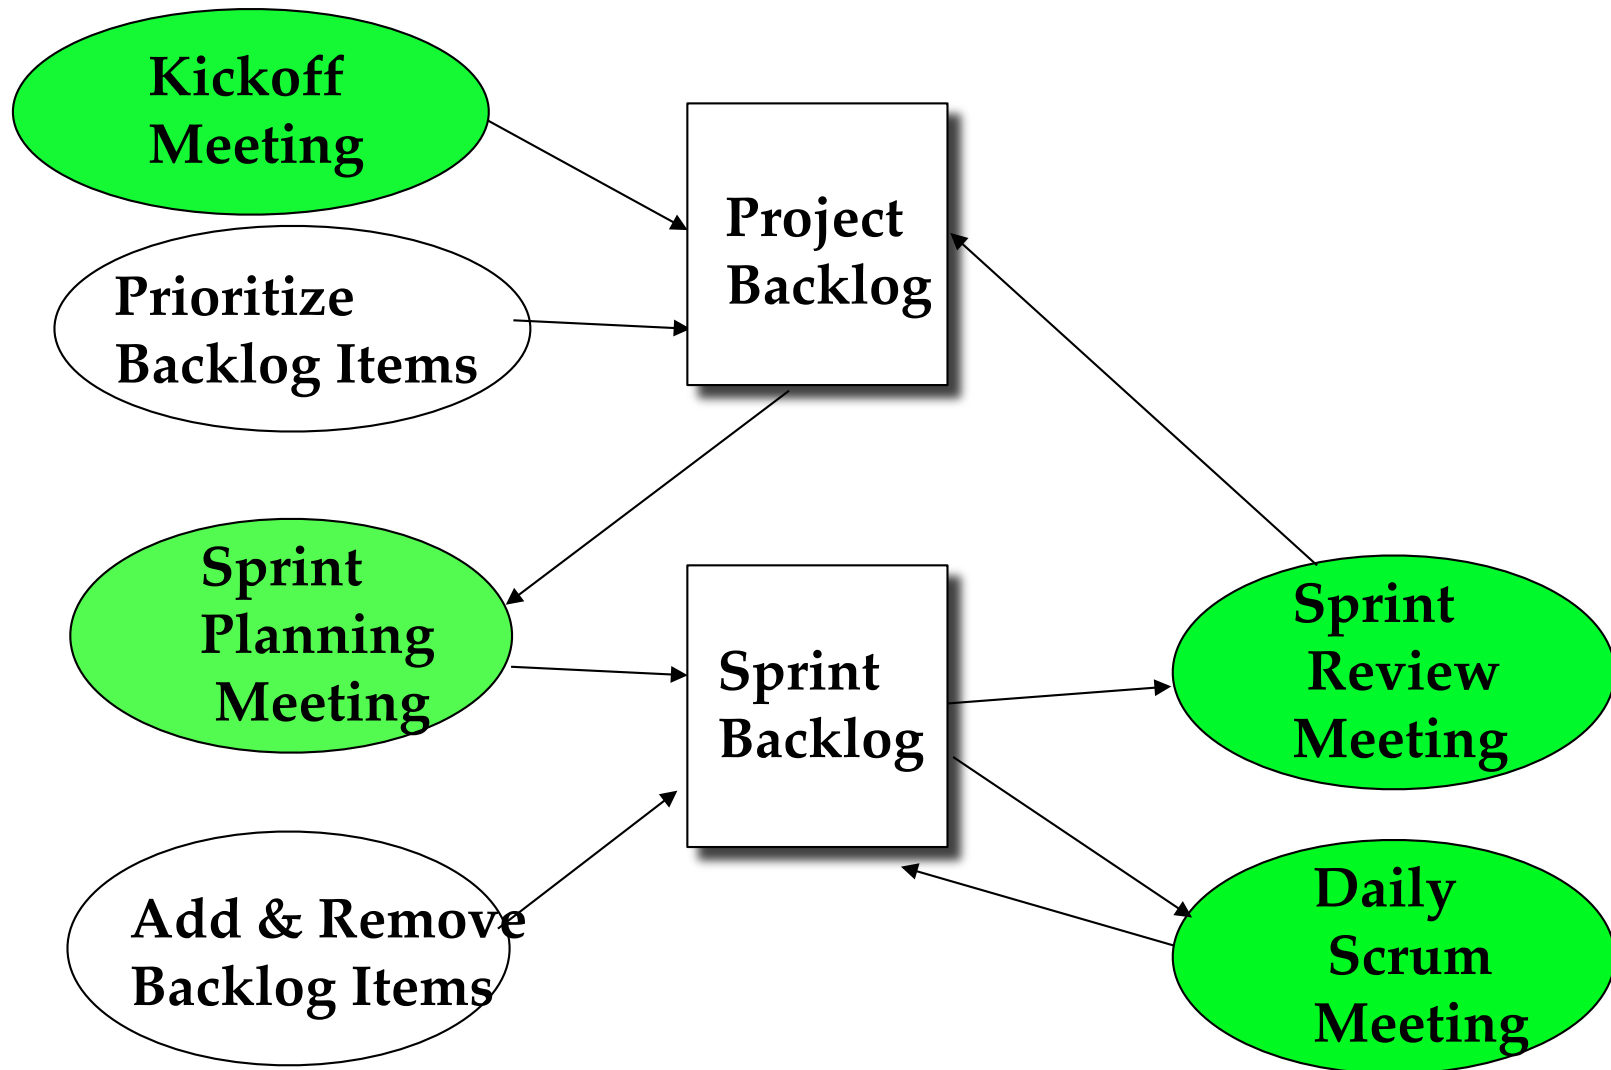 Kickoff
Meeting
Prioritize
Backlog Items
Project
Backlog
Sprint
Planning
Meeting
Sprint
Backlog
Add & Remove
Backlog Items
Sprint
Review
Meeting
Daily
Scrum
Meeting